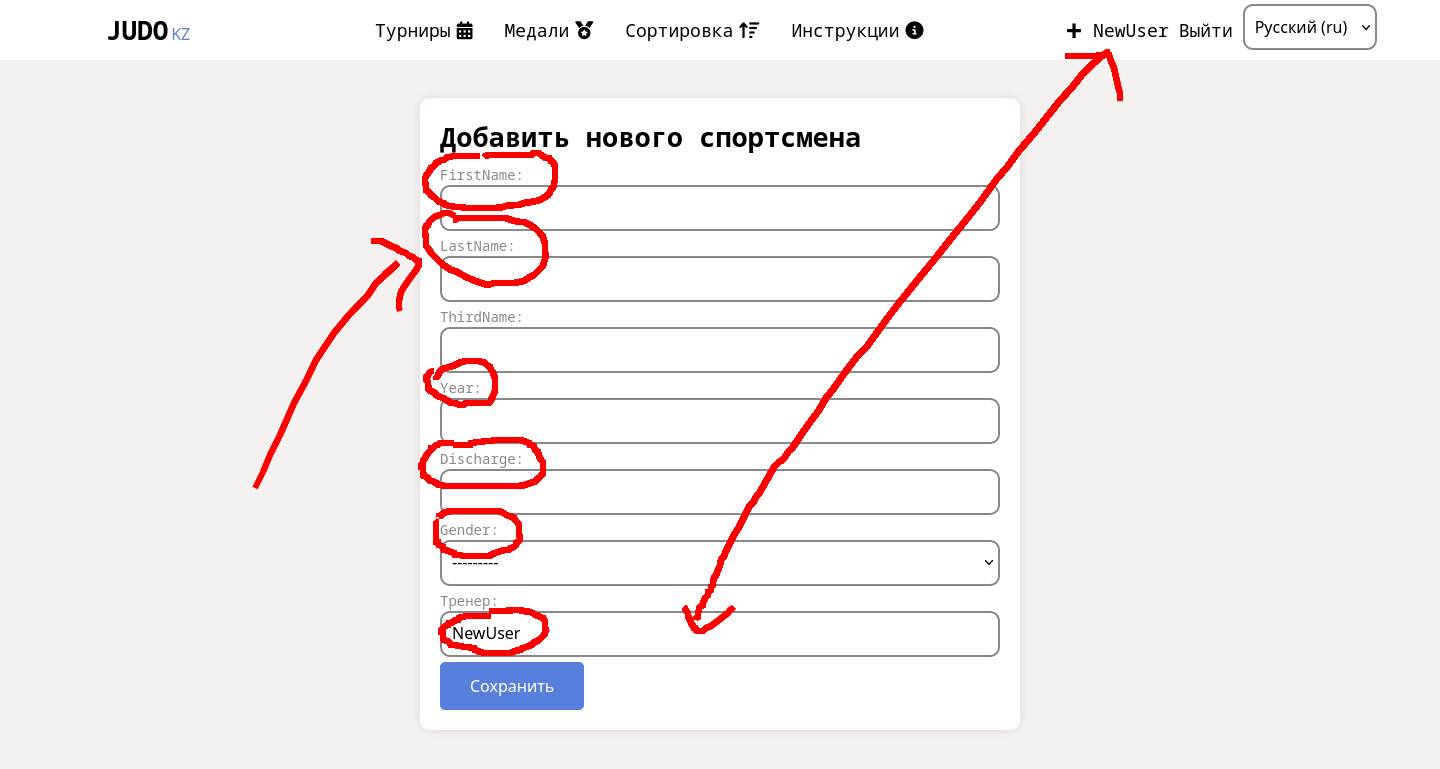 JUDO KZ Турниры Медали Сортировка Инструкции + NewUser Выйти Русский (ru)
Добавить нового спортсмена
FirstName:
LastName:
ThirdName:
Year:
Discharge:
Gender:
---------
Тренер:
NewUser
Сохранить